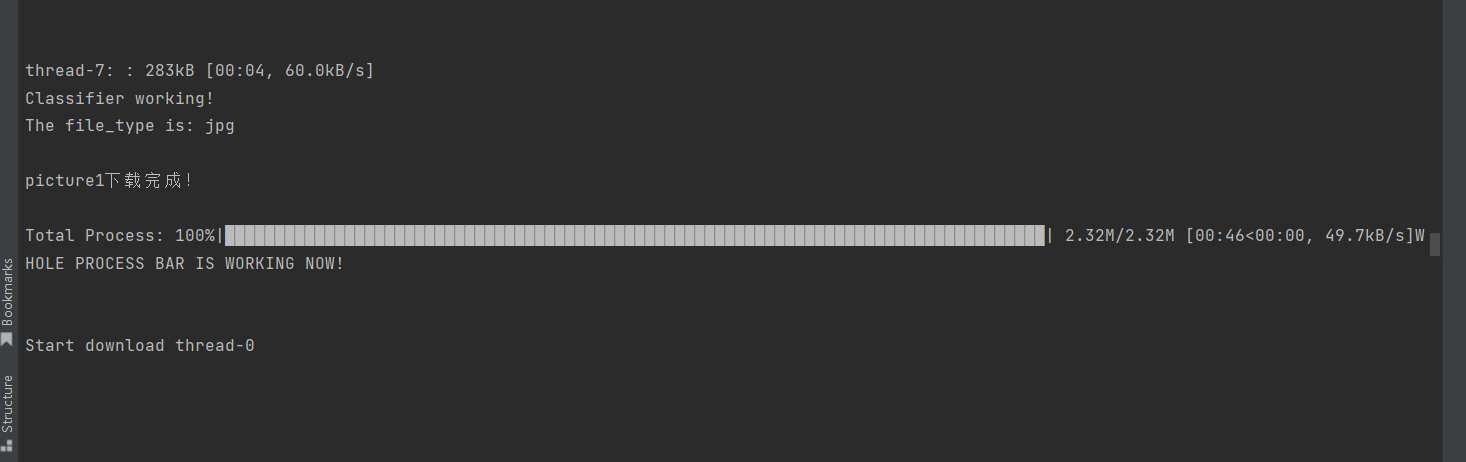 thread-7: : 283kB [00:04, 60.0kB/s]
Classifier working!
The file_type is: jpg
picture1下载完成!
Total Process: 100%|██████████████████████████████████████████████████████████████████████████████████| 2.32M/2.32M [00:46<00:00, 49.7kB/s]W
HOLE PROCESS BAR IS WORKING NOW!
Start download thread-0
Bookmarks
Structure